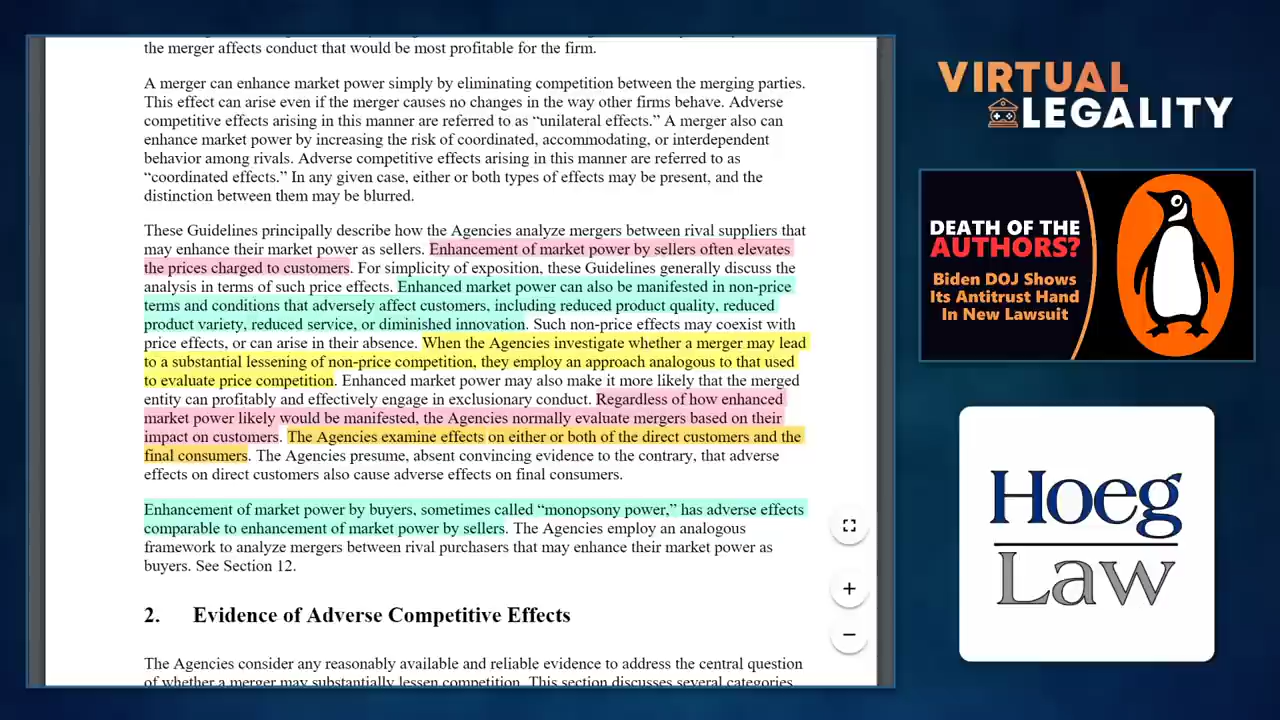 the merger affects conduct that would be most profitable for the firm.
A merger can enhance market power simply by eliminating competition between the merging parties.
This effect can arise even if the merger causes no changes in the way other firms behave. Adverse
competitive effects arising in this manner are referred to as “unilateral effects.” A merger also can
enhance market power by increasing the risk of coordinated, accommodating, or interdependent
behavior among rivals. Adverse competitive effects arising in this manner are referred to as
“coordinated effects.” In any given case, either or both types of effects may be present, and the
distinction between them may be blurred.
These Guidelines principally describe how the Agencies analyze mergers between rival suppliers that
may enhance their market power as sellers. Enhancement of market power by sellers often elevates
the prices charged to customers. For simplicity of exposition, these Guidelines generally discuss the
analysis in terms of such price effects. Enhanced market power can also be manifested in non-price
terms and conditions that adversely affect customers, including reduced product quality, reduced
product variety, reduced service, or diminished innovation. Such non-price effects may coexist with
price effects, or can arise in their absence. When the Agencies investigate whether a merger may lead
to a substantial lessening of non-price competition, they employ an approach analogous to that used
to evaluate price competition. Enhanced market power may also make it more likely that the merged
entity can profitably and effectively engage in exclusionary conduct. Regardless of how enhanced
market power likely would be manifested, the Agencies normally evaluate mergers based on their
impact on customers. The Agencies examine effects on either or both of the direct customers and the
final consumers. The Agencies presume, absent convincing evidence to the contrary, that adverse
effects on direct customers also cause adverse effects on final consumers.
Enhancement of market power by buyers, sometimes called “monopsony power,” has adverse effects
comparable to enhancement of market power by sellers. The Agencies employ an analogous
framework to analyze mergers between rival purchasers that may enhance their market power as
buyers. See Section 12.
2. Evidence of Adverse Competitive Effects
The Agencies consider any reasonably available and reliable evidence to address the central question
of whether a merger may substantially lessen competition. This section discusses several categories
VIRTUAL
LEGALITY
DEATH OF THE
AUTHORS?
Biden DOJ Shows
Its Antitrust Hand
In New Lawsuit
Hoeg
Law